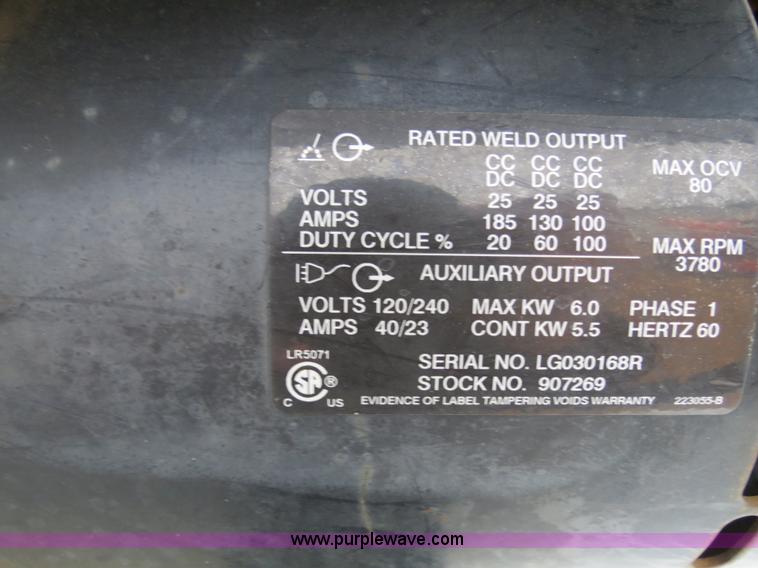 RATED WELD OUTPUT
CC CC CC
DC DC DC
MAX OCV
80
VOLTS 25 25 25
AMPS 185 130 100
DUTY CYCLE % 20 60 100
MAX RPM
3780
AUXILIARY OUTPUT
VOLTS 120/240 MAX KW 6.0 PHASE 1
AMPS 40/23 CONT KW 5.5 HERTZ 60
LR5071
SA ®
C US
SERIAL NO. LG030168R
STOCK NO. 907269
EVIDENCE OF LABEL TAMPERING VOIDS WARRANTY 223055-B
www.purplewave.com